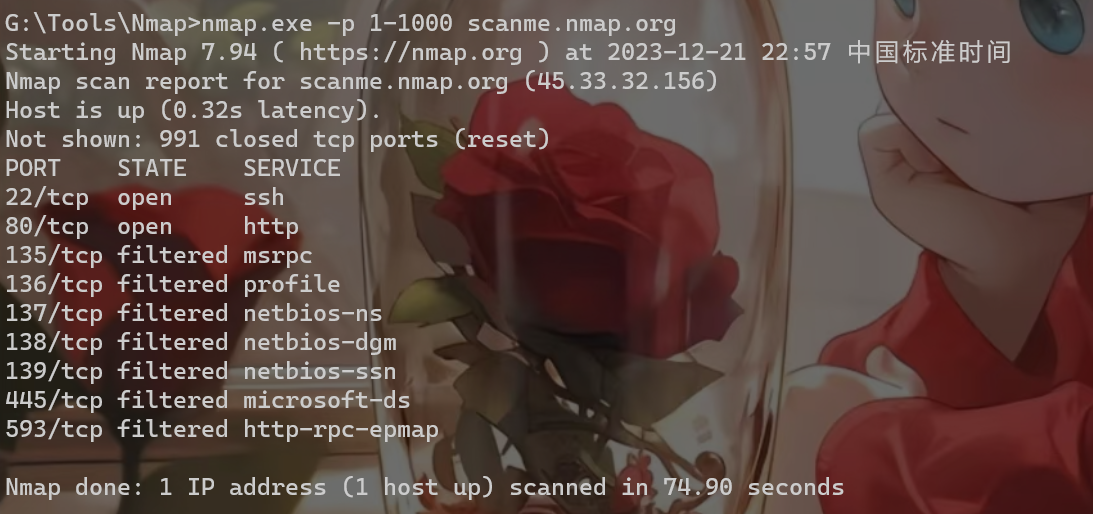 G:\Tools\Nmap>nmap.exe -p 1-1000 scanme.nmap.org
Starting Nmap 7.94 ( https://nmap.org ) at 2023-12-21 22:57 中国标准时间
Nmap scan report for scanme.nmap.org (45.33.32.156)
Host is up (0.32s latency).
Not shown: 991 closed tcp ports (reset)
PORT    STATE    SERVICE
22/tcp  open     ssh
80/tcp  open     http
135/tcp filtered msrpc
136/tcp filtered profile
137/tcp filtered netbios-ns
138/tcp filtered netbios-dgm
139/tcp filtered netbios-ssn
445/tcp filtered microsoft-ds
593/tcp filtered http-rpc-epmap
Nmap done: 1 IP address (1 host up) scanned in 74.90 seconds